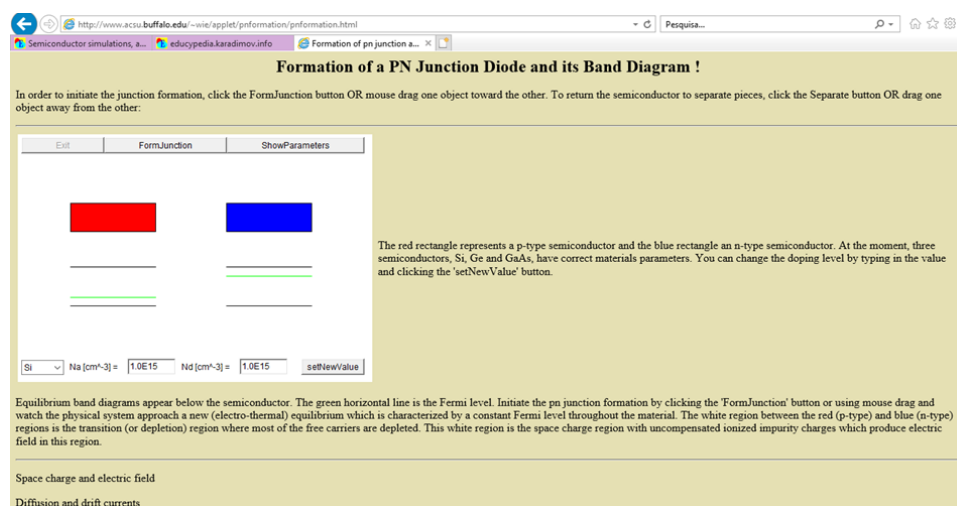 http://www.acsu.buffalo.edu/~wie/applet/pnformation/pnformation.html
Pesquisa...
Semiconductor simulations, a...
educypedia.karadimov.info
Formation of pn junction a...
Formation of a PN Junction Diode and its Band Diagram !
In order to initiate the junction formation, click the FormJunction button OR mouse drag one object toward the other. To return the semiconductor to separate pieces, click the Separate button OR drag one
object away from the other:
Exit
FormJunction
ShowParameters
The red rectangle represents a p-type semiconductor and the blue rectangle an n-type semiconductor. At the moment, three
semiconductors, Si, Ge and GaAs, have correct materials parameters. You can change the doping level by typing in the value
and clicking the 'setNewValue' button.
Si Na [cm^-3] = 1.0E15 Nd [cm^-3] = 1.0E15 setNewValue
Equilibrium band diagrams appear below the semiconductor. The green horizontal line is the Fermi level. Initiate the pn junction formation by clicking the 'FormJunction' button or using mouse drag and
watch the physical system approach a new (electro-thermal) equilibrium which is characterized by a constant Fermi level throughout the material. The white region between the red (p-type) and blue (n-type)
regions is the transition (or depletion) region where most of the free carriers are depleted. This white region is the space charge region with uncompensated ionized impurity charges which produce electric
field in this region.
Space charge and electric field
Diffusion and drift currents